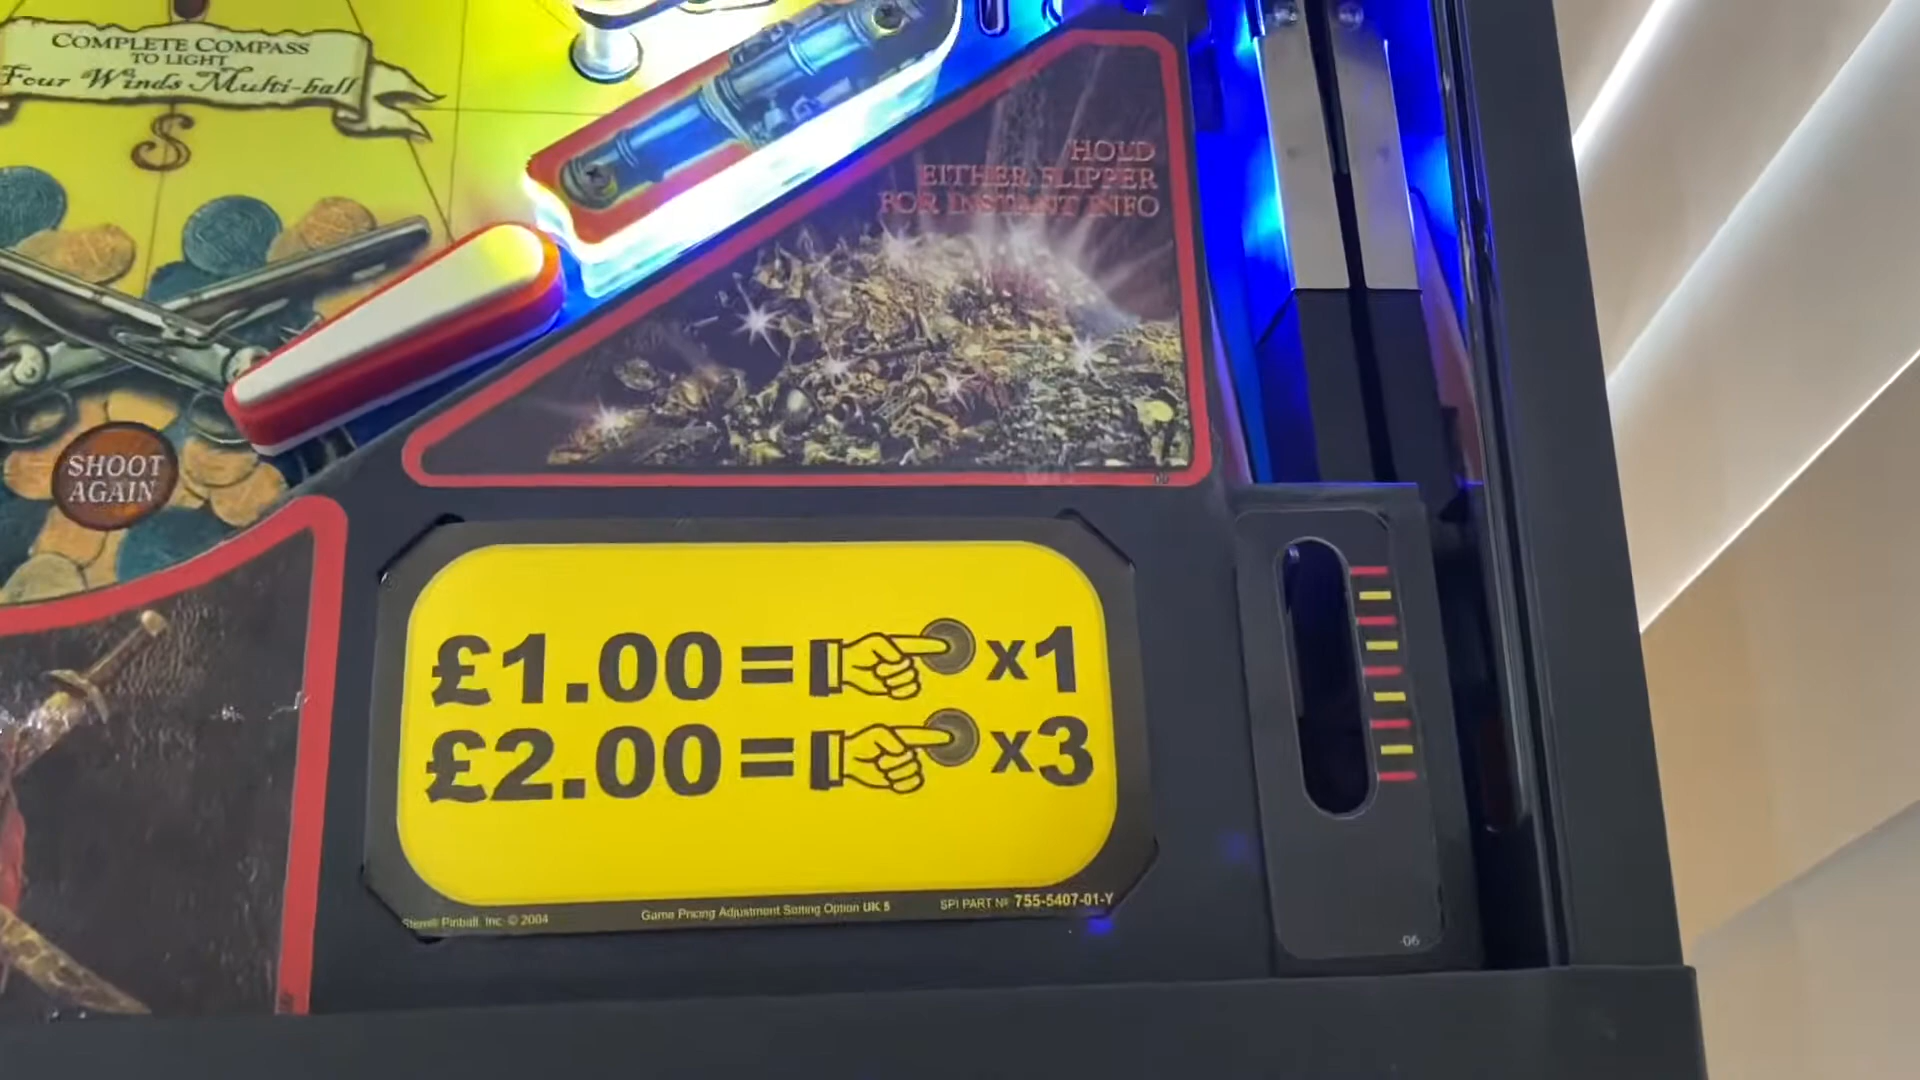 COMPLETE COMPASS
TO LIGHT
Four Winds Multi-ball
S
HOLD
EITHER FLIPPER
FOR INSTANT INFO
SHOOT
AGAIN
£1.00 = x1
£2.00 = x3
Stern® Pinball, Inc. © 2004
Game Pricing Adjustment Setting Option UK 5
SPI PART Nº 755-5407-01-Y
-06